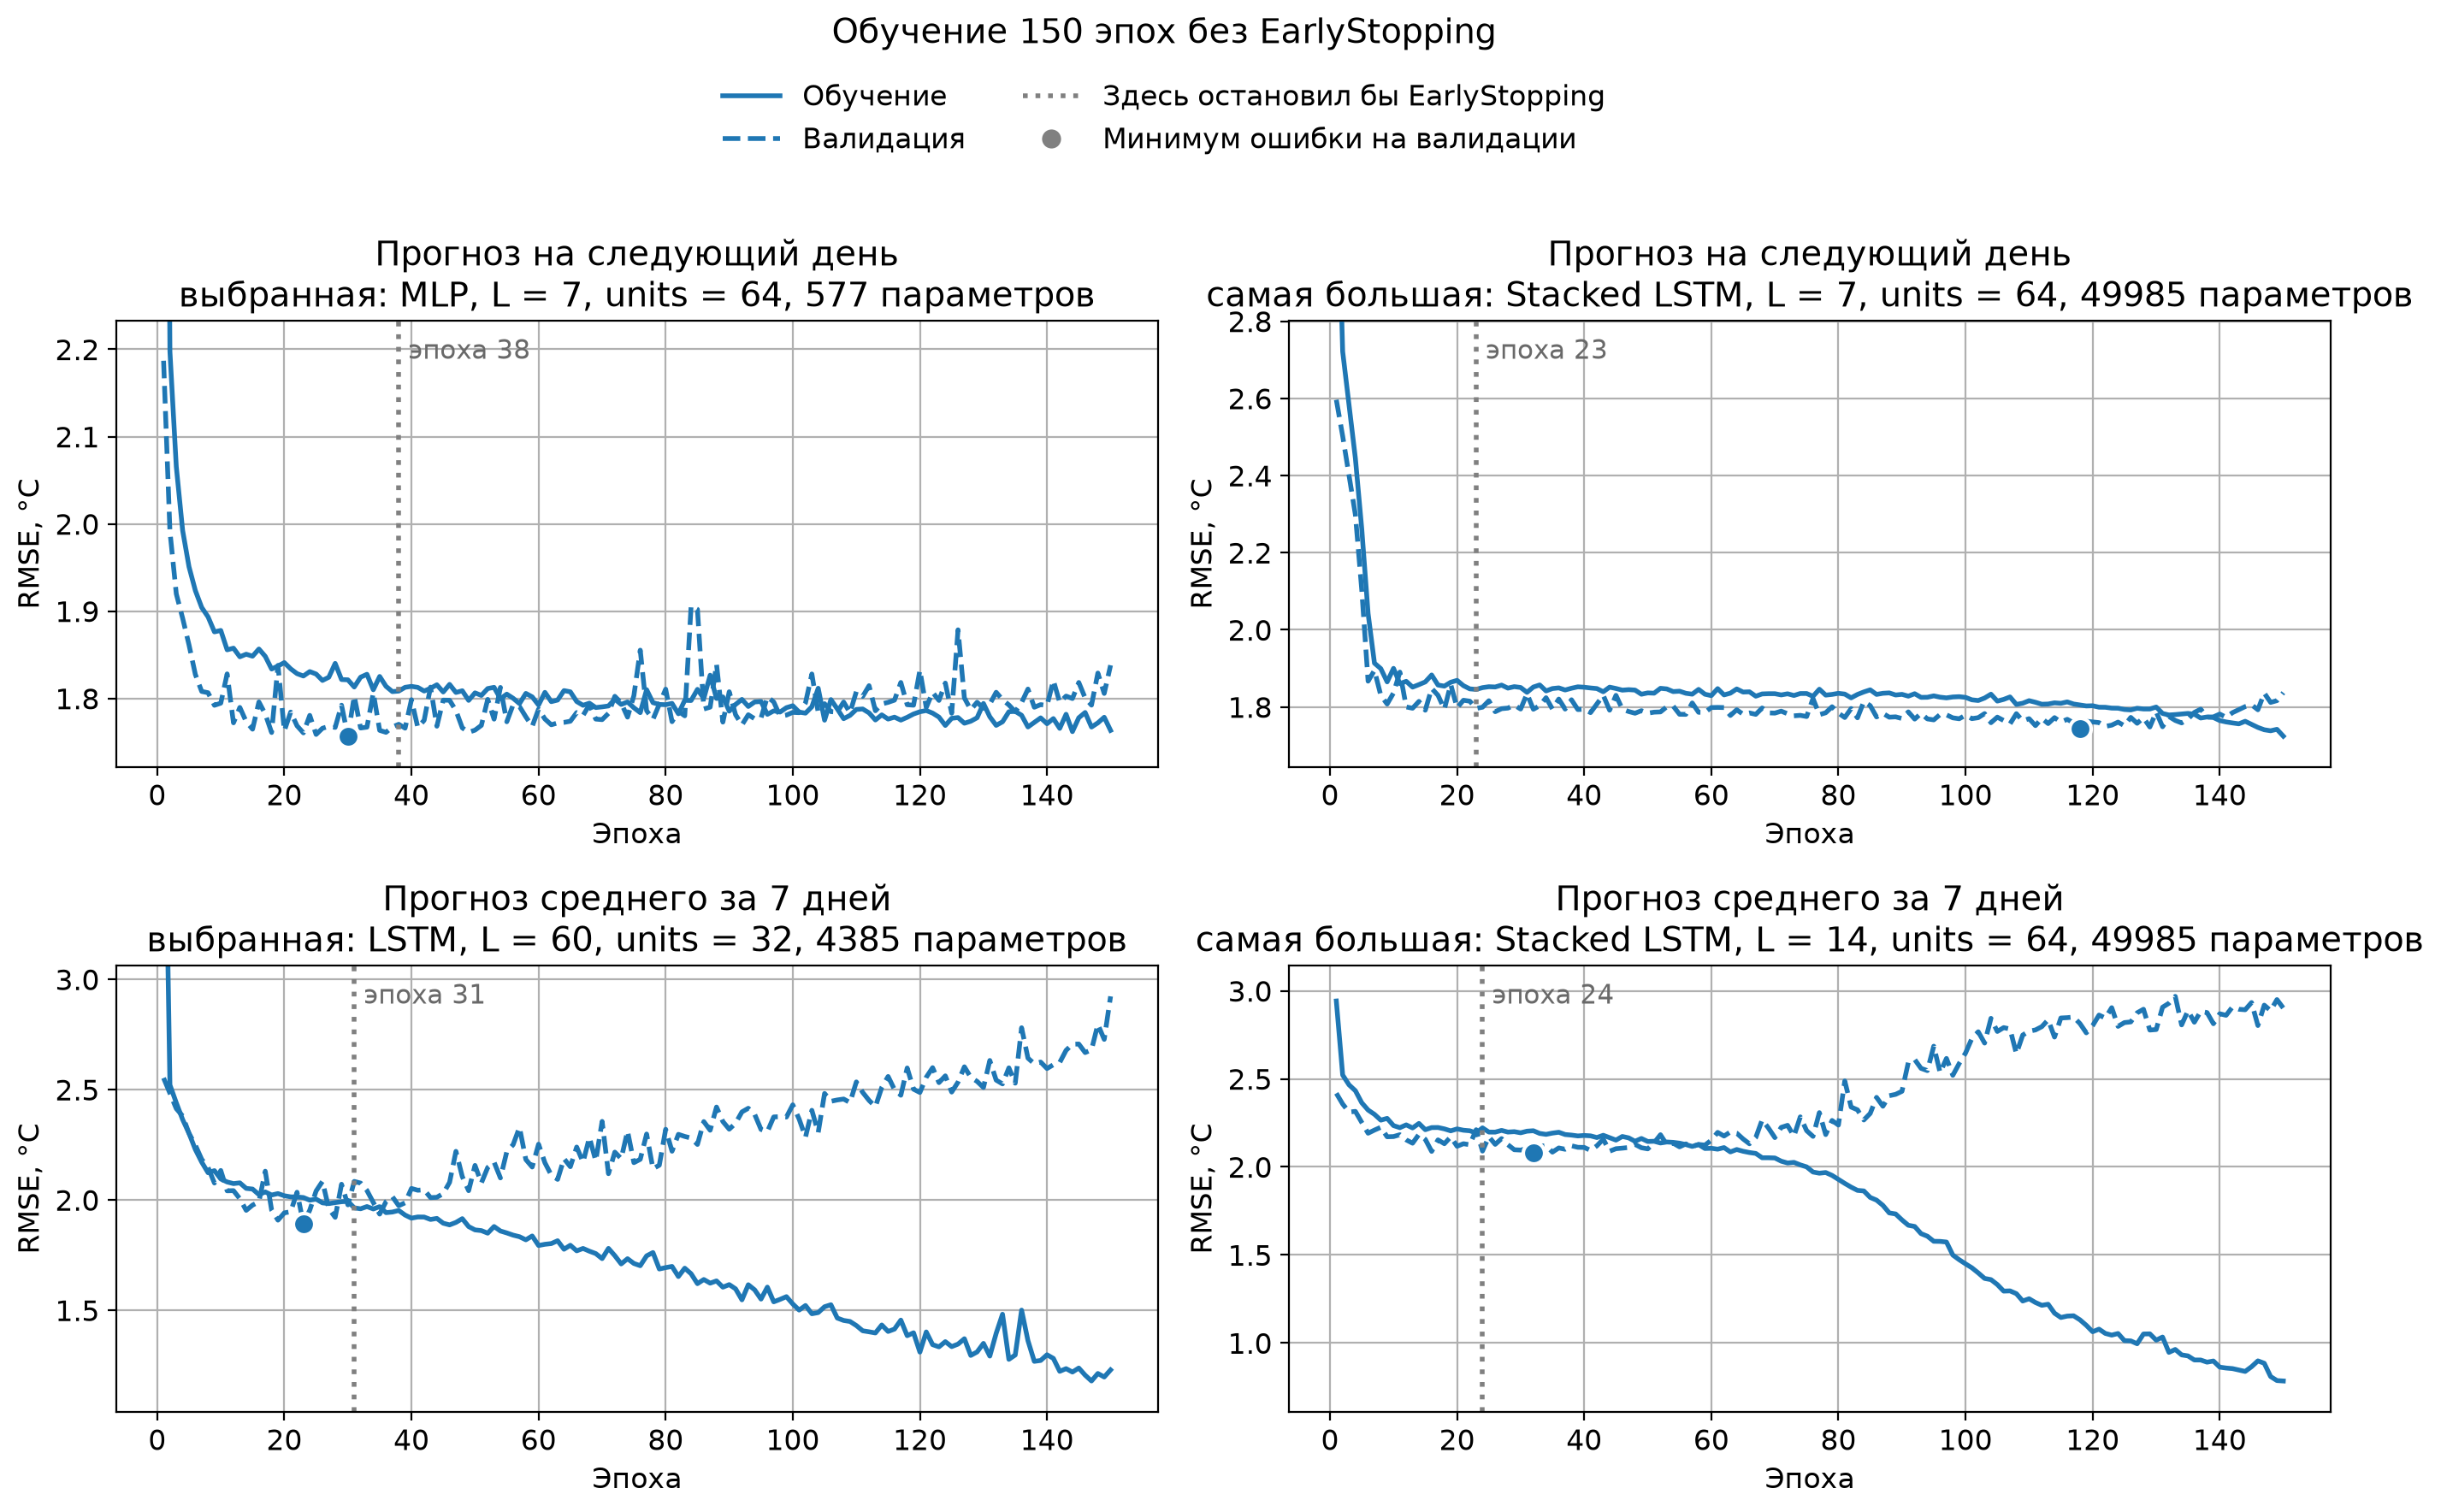 Обучение 150 эпох без EarlyStopping
Обучение
Валидация
Здесь остановил бы EarlyStopping
Минимум ошибки на валидации
Прогноз на следующий день
выбранная: MLP, L = 7, units = 64, 577 параметров
2.2
2.1
2.0
1.9
1.8
RMSE, °C
эпоха 38
0 20 40 60 80 100 120 140
Эпоха
Прогноз на следующий день
самая большая: Stacked LSTM, L = 7, units = 64, 49985 параметров
2.8
2.6
2.4
2.2
2.0
1.8
RMSE, °C
эпоха 23
0 20 40 60 80 100 120 140
Эпоха
Прогноз среднего за 7 дней
выбранная: LSTM, L = 60, units = 32, 4385 параметров
3.0
2.5
2.0
1.5
RMSE, °C
эпоха 31
0 20 40 60 80 100 120 140
Эпоха
Прогноз среднего за 7 дней
самая большая: Stacked LSTM, L = 14, units = 64, 49985 параметров
3.0
2.5
2.0
1.5
1.0
RMSE, °C
эпоха 24
0 20 40 60 80 100 120 140
Эпоха